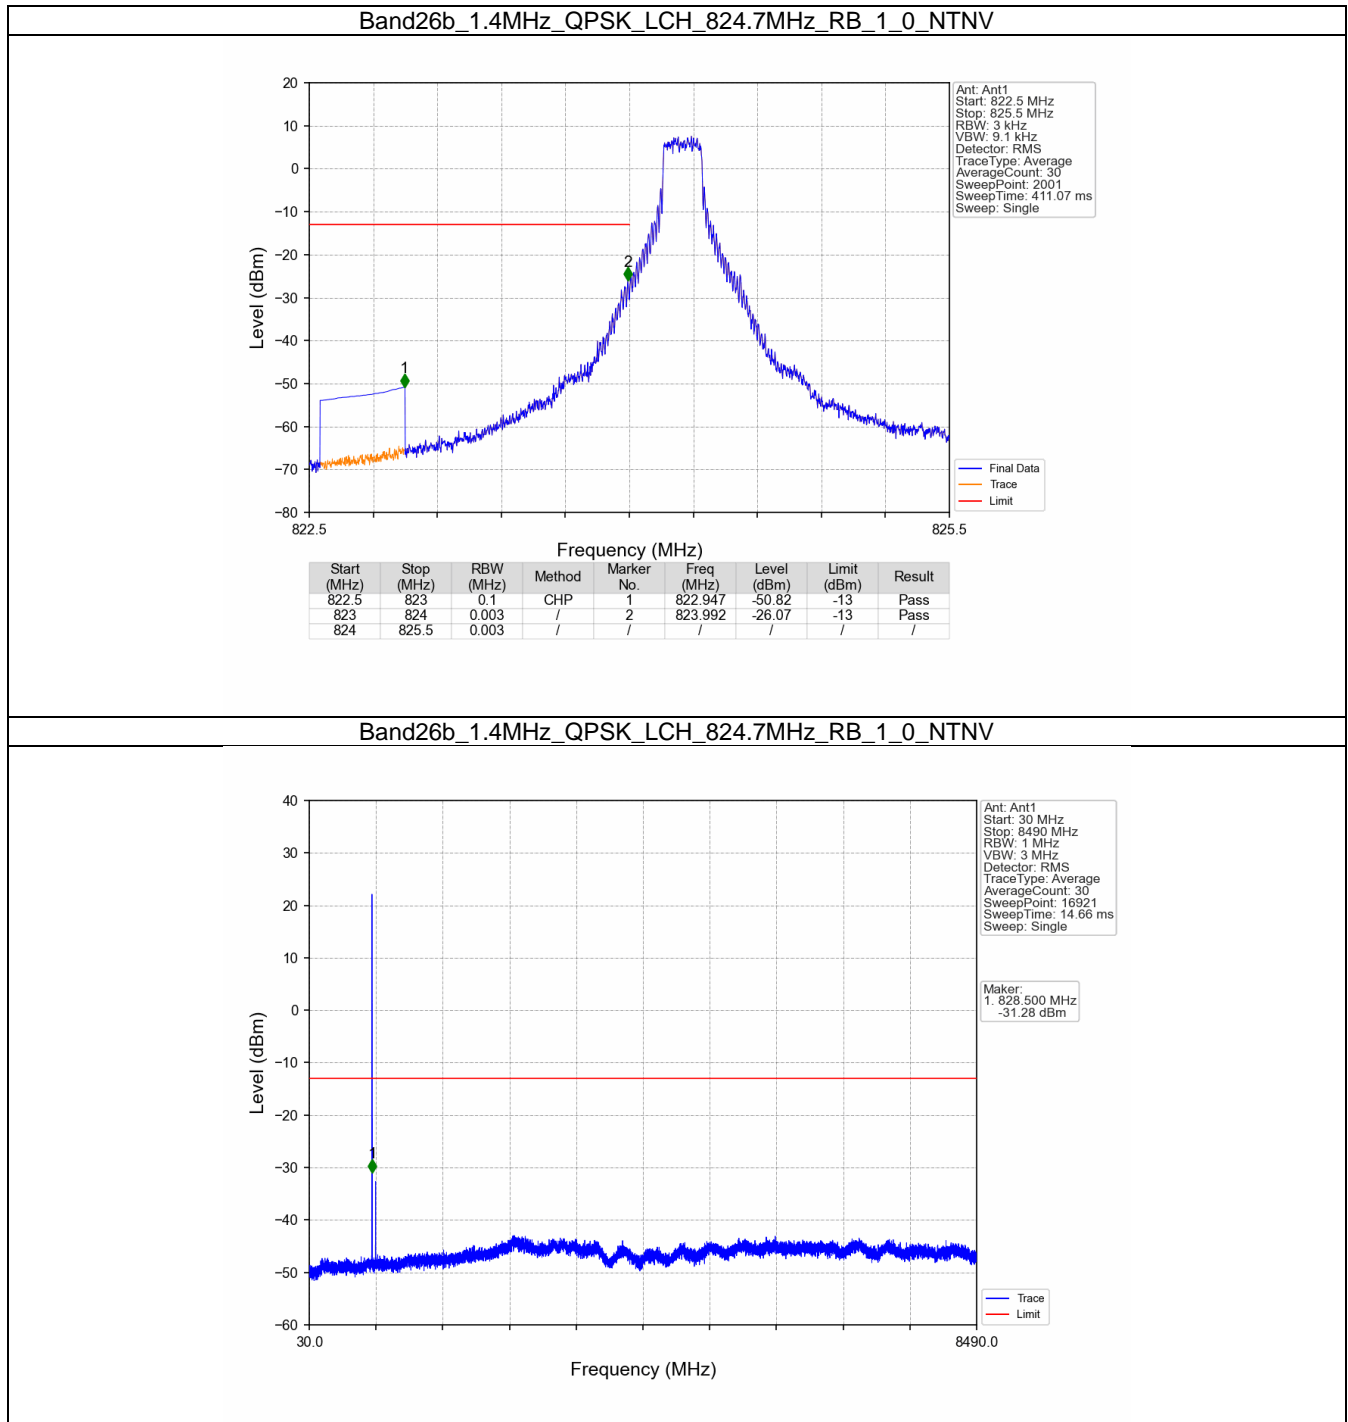 Band26b_1.4MHz_QPSK_LCH_824.7MHz_RB_1_0_NTNV
20
10
0
−10
−20
−30
−40
−50
−60
−70
−80
Level (dBm)
1
2
822.5
825.5
Frequency (MHz)
Ant: Ant1
Start: 822.5 MHz
Stop: 825.5 MHz
RBW: 3 kHz
VBW: 9.1 kHz
Detector: RMS
TraceType: Average
AverageCount: 30
SweepPoint: 2001
SweepTime: 411.07 ms
Sweep: Single
Final Data
Trace
Limit
Start (MHz) Stop (MHz) RBW (MHz) Method Marker No. Freq (MHz) Level (dBm) Limit (dBm) Result
822.5 823 0.1 CHP 1 822.947 -50.82 -13 Pass
823 824 0.003 / 2 823.992 -26.07 -13 Pass
824 825.5 0.003 / / / / / /
Band26b_1.4MHz_QPSK_LCH_824.7MHz_RB_1_0_NTNV
40
30
20
10
0
−10
−20
−30
−40
−50
−60
Level (dBm)
1
30.0
8490.0
Frequency (MHz)
Ant: Ant1
Start: 30 MHz
Stop: 8490 MHz
RBW: 1 MHz
VBW: 3 MHz
Detector: RMS
TraceType: Average
AverageCount: 30
SweepPoint: 16921
SweepTime: 14.66 ms
Sweep: Single
Maker:
1. 828.500 MHz
-31.28 dBm
Trace
Limit